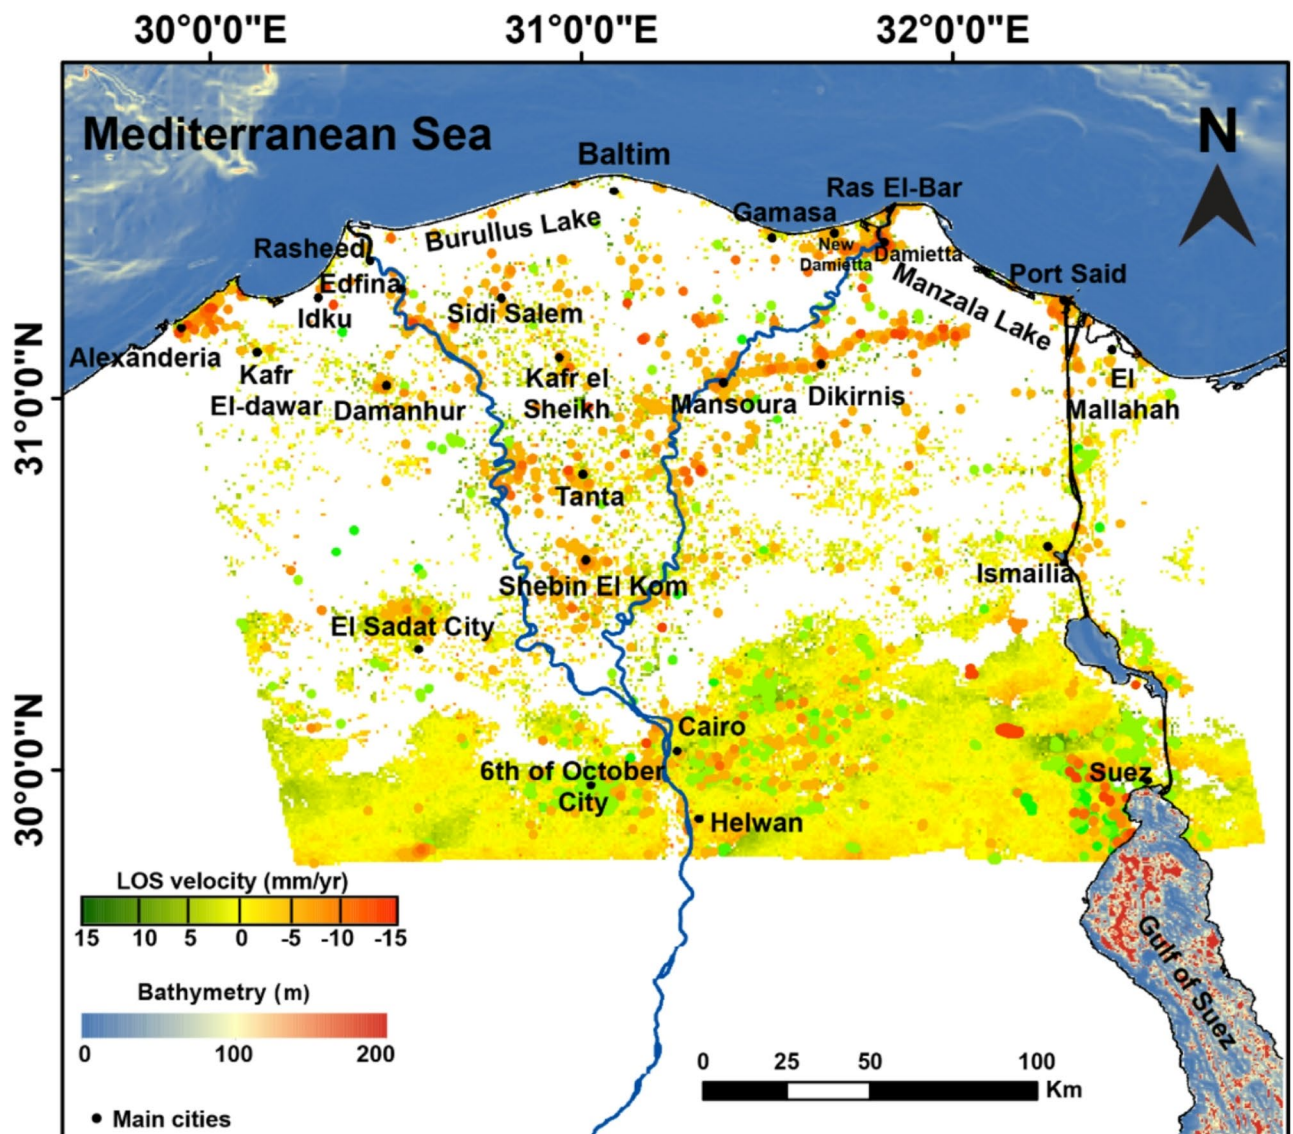 30°0'0"E 31°0'0"E 32°0'0"E
Mediterranean Sea
N
Baltim
Ras El-Bar
Gamasa
Burullus Lake
Rasheed
New
Damietta
Damietta
Edfina
Manzala Lake
Port Said
Idku
Sidi Salem
Alexanderia
Kafr
El-dawar
Damanhur
Kafr el
Sheikh
Mansoura
Dikirnis
El
Mallahah
31°0'0"N
Tanta
Ismailia
Shebin El Kom
El Sadat City
Cairo
6th of October
City
Suez
30°0'0"N
Helwan
LOS velocity (mm/yr)
15 10 5 0 -5 -10 -15
Gulf of Suez
Bathymetry (m)
0 100 200
0 25 50 100
Km
Main cities